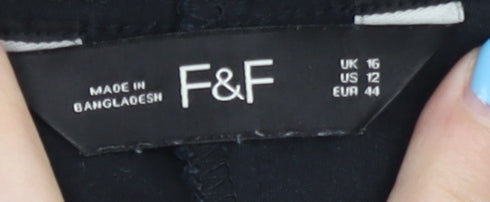 MADE IN
BANGLADESH
F&F
UK 16
US 12
EUR 44